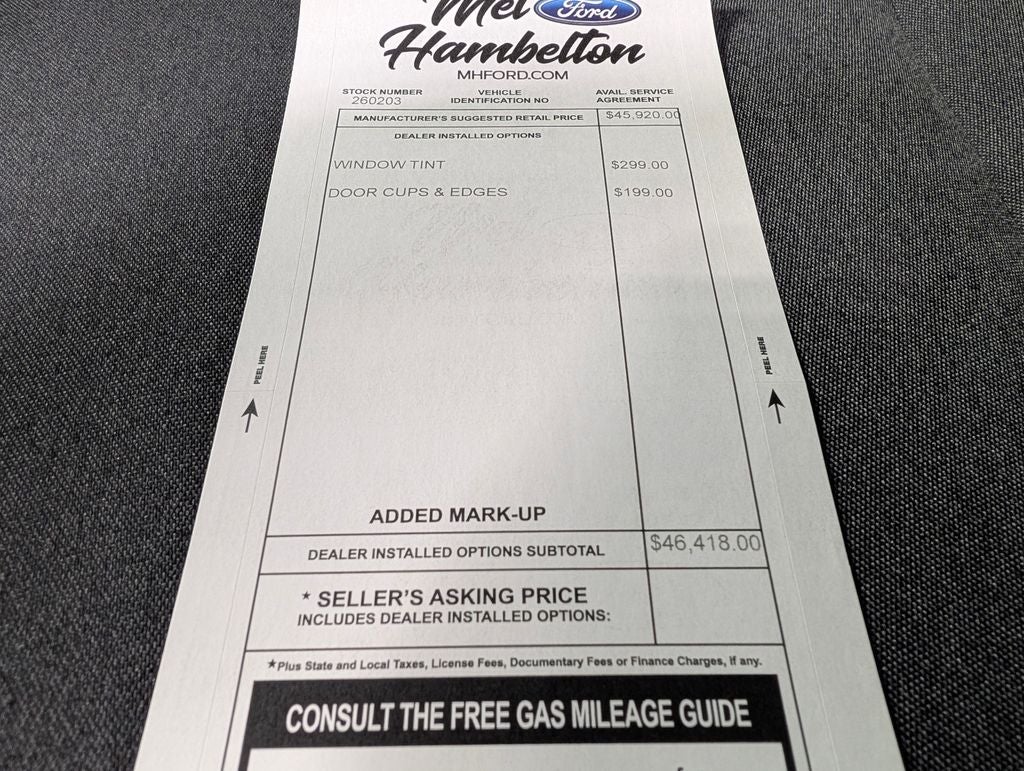 Mel Ford
Hambelton
MHFORD.COM
STOCK NUMBER
260203
VEHICLE
IDENTIFICATION NO
AVAIL. SERVICE
AGREEMENT
MANUFACTURER'S SUGGESTED RETAIL PRICE $45,920.00
DEALER INSTALLED OPTIONS
WINDOW TINT $299.00
DOOR CUPS & EDGES $199.00
PEEL HERE
PEEL HERE
ADDED MARK-UP
DEALER INSTALLED OPTIONS SUBTOTAL $46,418.00
* SELLER'S ASKING PRICE
INCLUDES DEALER INSTALLED OPTIONS:
*Plus State and Local Taxes, License Fees, Documentary Fees or Finance Charges, if any.
CONSULT THE FREE GAS MILEAGE GUIDE